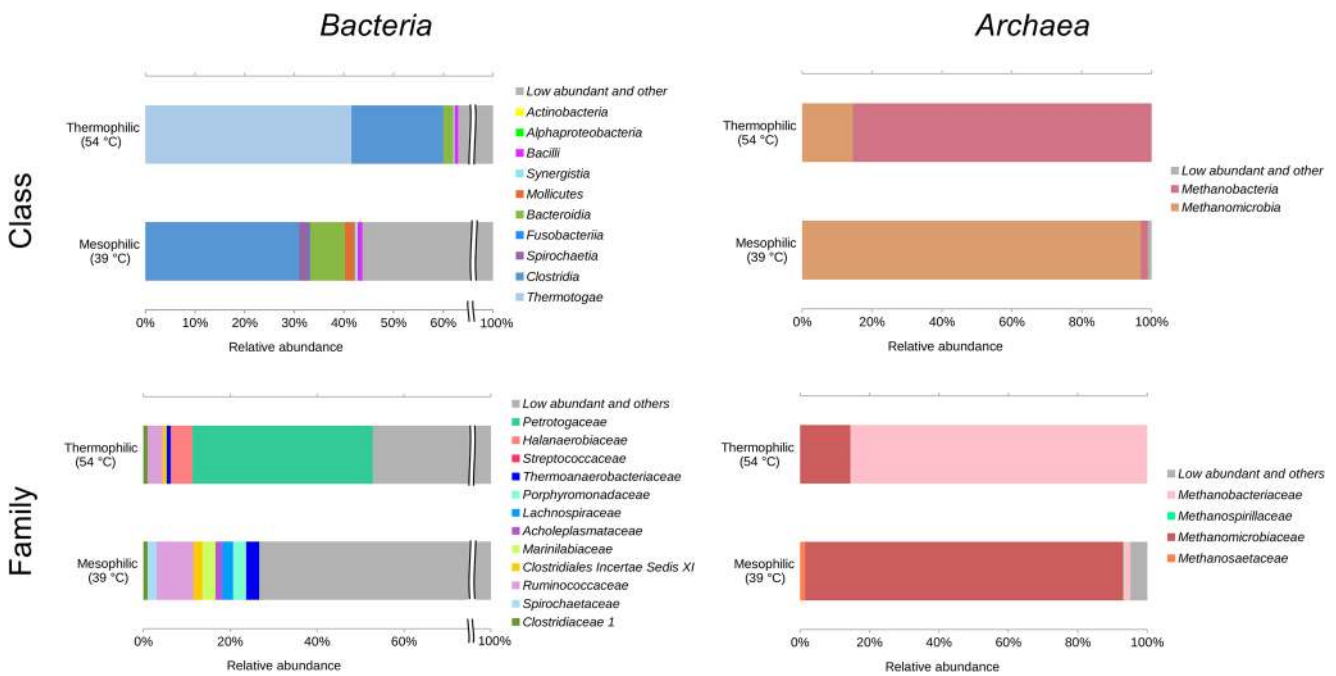 Bacteria
Archaea
Class
Thermophilic
(54 °C)
Mesophilic
(39 °C)
0% 10% 20% 30% 40% 50% 60% 100%
Relative abundance
Low abundant and other
Actinobacteria
Alphaproteobacteria
Bacilli
Synergistia
Mollicutes
Bacteroidia
Fusobacteriia
Spirochaetia
Clostridia
Thermotogae
Thermophilic
(54 °C)
Mesophilic
(39 °C)
0% 20% 40% 60% 80% 100%
Relative abundance
Low abundant and other
Methanobacteria
Methanomicrobia
Family
Thermophilic
(54 °C)
Mesophilic
(39 °C)
0% 20% 40% 60% 100%
Relative abundance
Low abundant and others
Petrotogaceae
Halanaerobiaceae
Streptococcaceae
Thermoanaerobacteriaceae
Porphyromonadaceae
Lachnospiraceae
Acholeplasmataceae
Marinilabiaceae
Clostridiales Incertae Sedis XI
Ruminococcaceae
Spirochaetaceae
Clostridiaceae 1
Thermophilic
(54 °C)
Mesophilic
(39 °C)
0% 20% 40% 60% 80% 100%
Relative abundance
Low abundant and others
Methanobacteriaceae
Methanospirillaceae
Methanomicrobiaceae
Methanosaetaceae